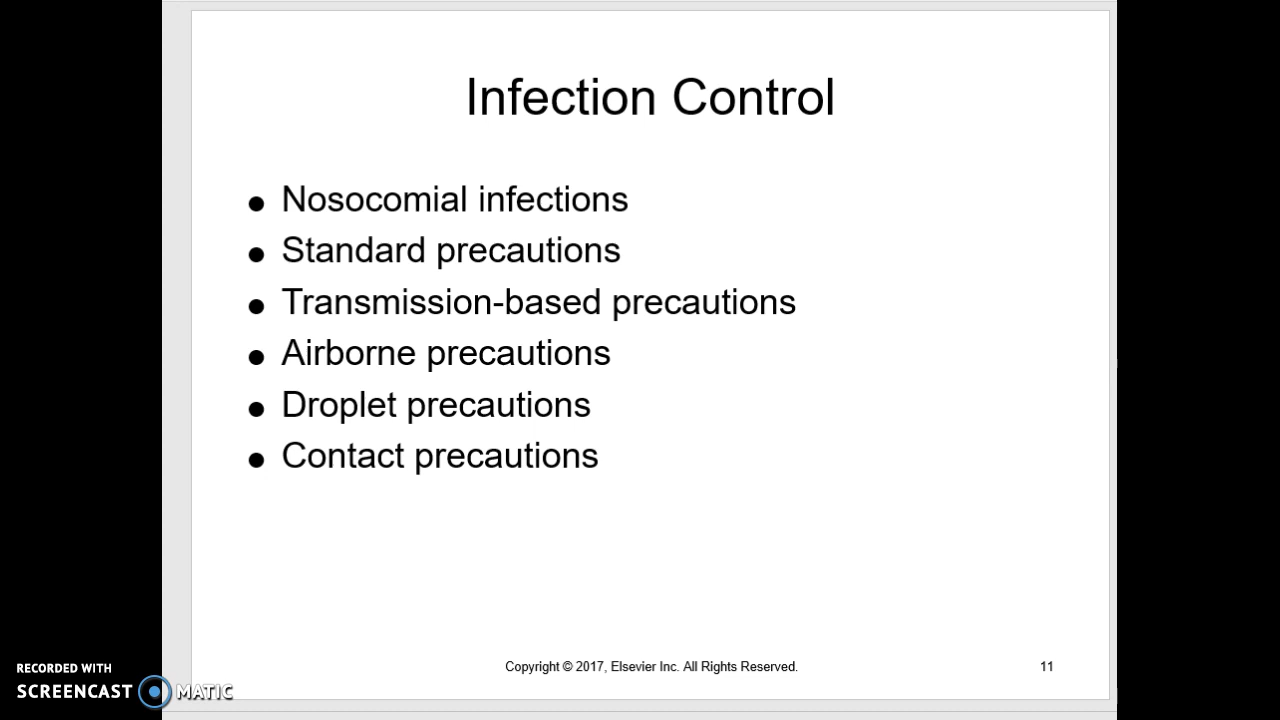 Infection Control
● Nosocomial infections
● Standard precautions
● Transmission-based precautions
● Airborne precautions
● Droplet precautions
● Contact precautions
Copyright © 2017, Elsevier Inc. All Rights Reserved.
11
RECORDED WITH
SCREENCAST MATIC